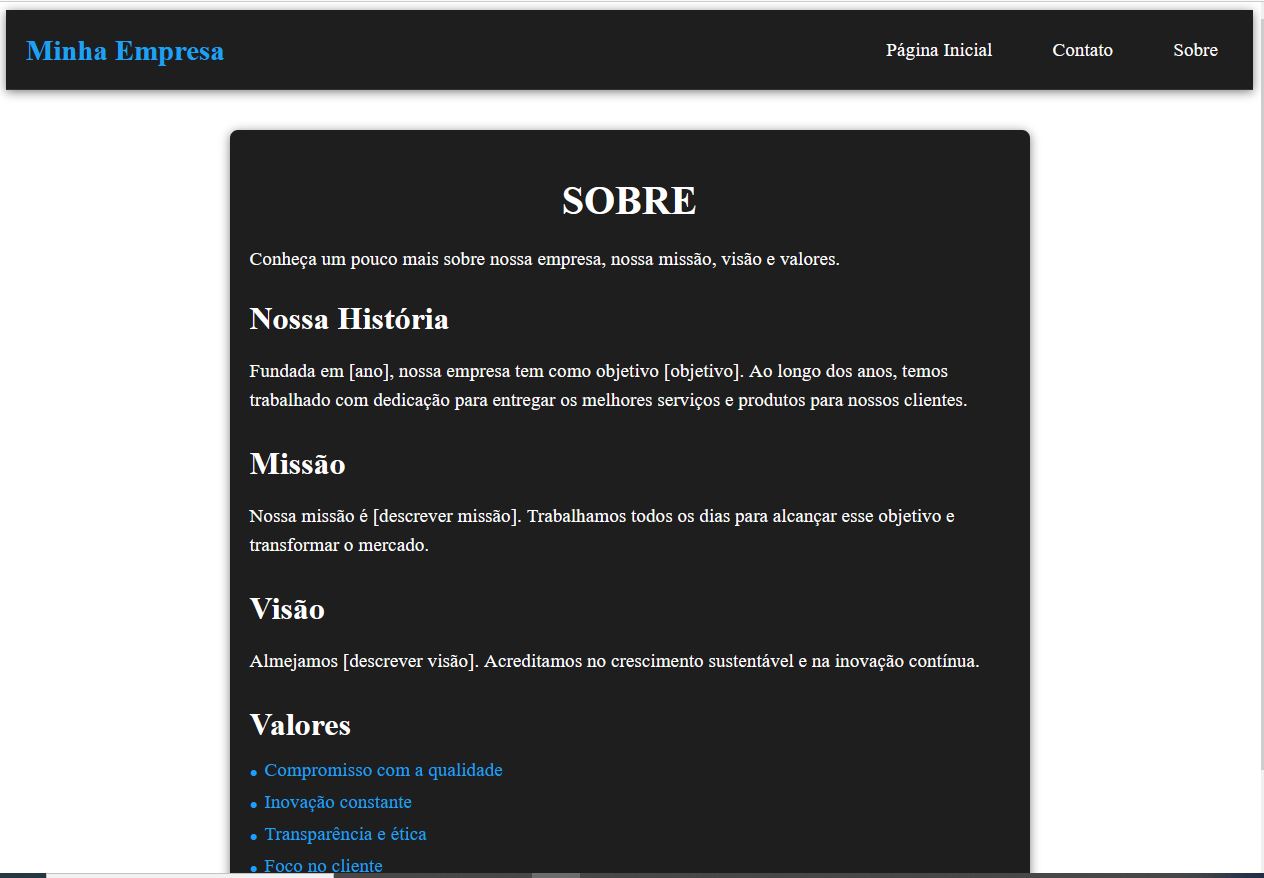 Minha Empresa
Página Inicial
Contato
Sobre
SOBRE
Conheça um pouco mais sobre nossa empresa, nossa missão, visão e valores.
Nossa História
Fundada em [ano], nossa empresa tem como objetivo [objetivo]. Ao longo dos anos, temos
trabalhado com dedicação para entregar os melhores serviços e produtos para nossos clientes.
Missão
Nossa missão é [descrever missão]. Trabalhamos todos os dias para alcançar esse objetivo e
transformar o mercado.
Visão
Almejamos [descrever visão]. Acreditamos no crescimento sustentável e na inovação contínua.
Valores
• Compromisso com a qualidade
• Inovação constante
• Transparência e ética
• Foco no cliente